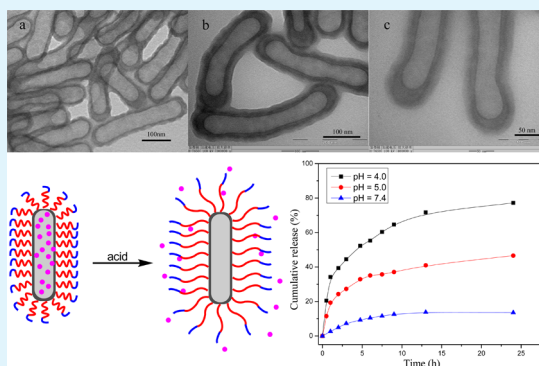 a
b
c
100nm
100 nm
50 nm
acid
pH = 4.0
pH = 5.0
pH = 7.4
Cumulative release (%)
100
80
60
40
20
0
0
5
10
15
20
25
Time (h)